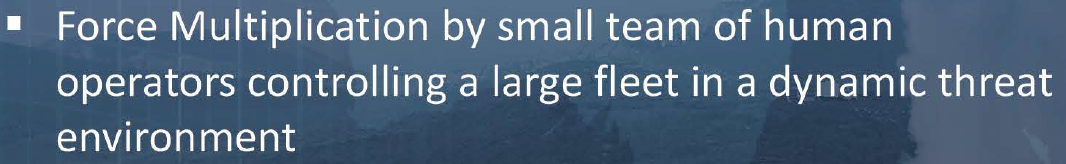 ▪ Force Multiplication by small team of human
operators controlling a large fleet in a dynamic threat
environment